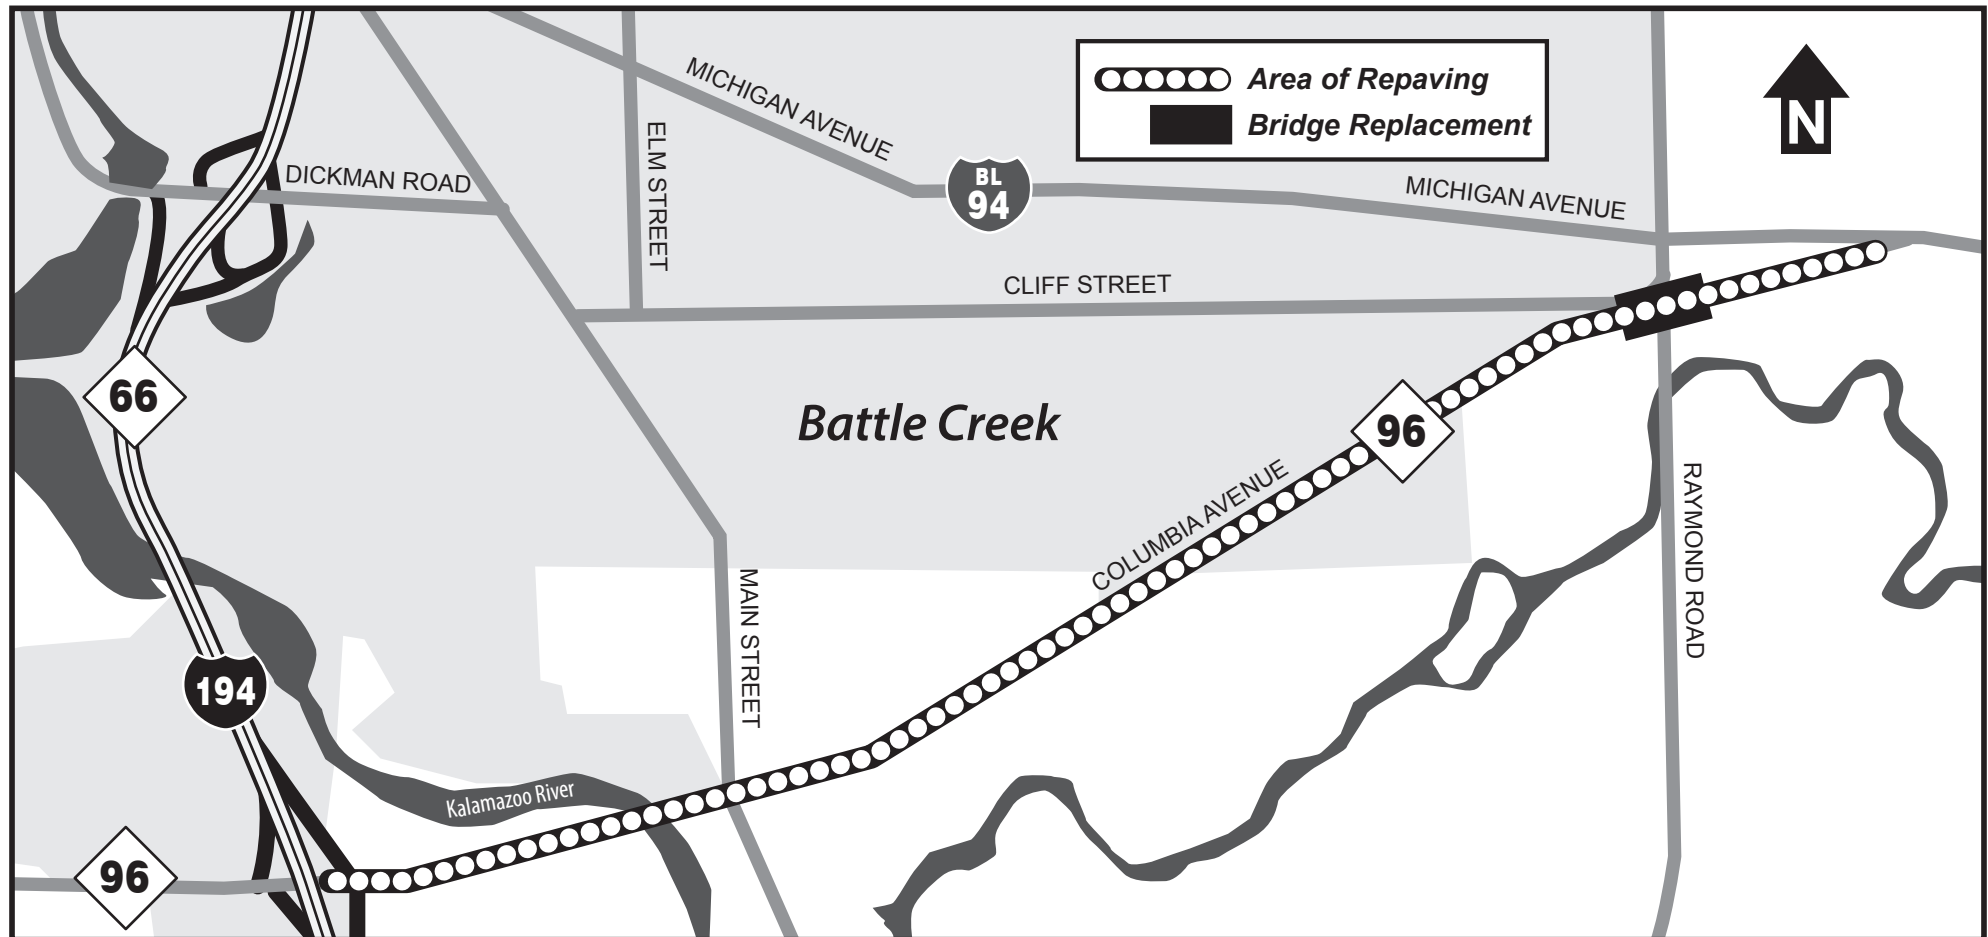 Area of Repaving
Bridge Replacement
N
MICHIGAN AVENUE
ELM STREET
DICKMAN ROAD
BL
94
MICHIGAN AVENUE
CLIFF STREET
66
Battle Creek
96
COLUMBIA AVENUE
RAYMOND ROAD
MAIN STREET
194
Kalamazoo River
96